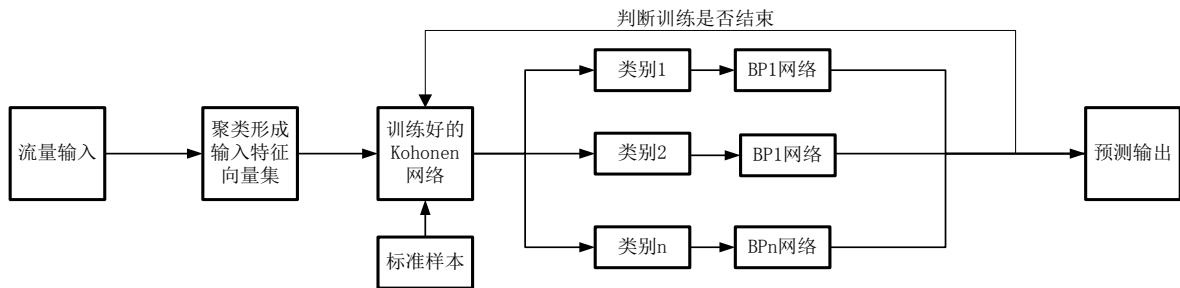 判断训练是否结束
流量输入
聚类形成
输入特征
向量集
训练好的
Kohonen
网络
标准样本
类别1
BP1网络
类别2
BP1网络
类别n
BPn网络
预测输出